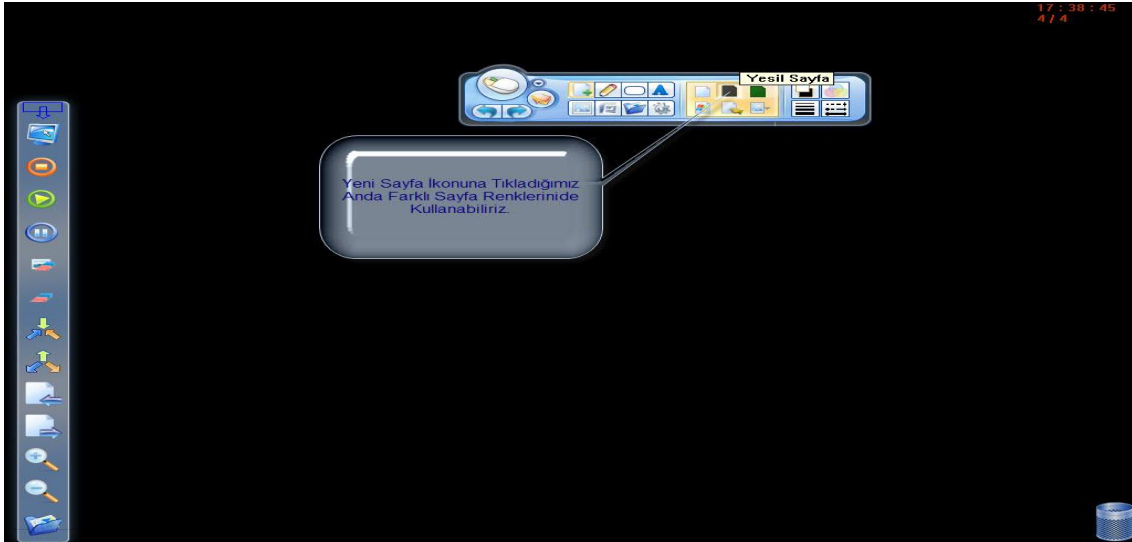 17 : 38 : 45
4 / 4
Yesil Sayfa
A
Yeni Sayfa İkonuna Tıkladığımız
Anda Farklı Sayfa Renklerinide
Kullanabiliriz.